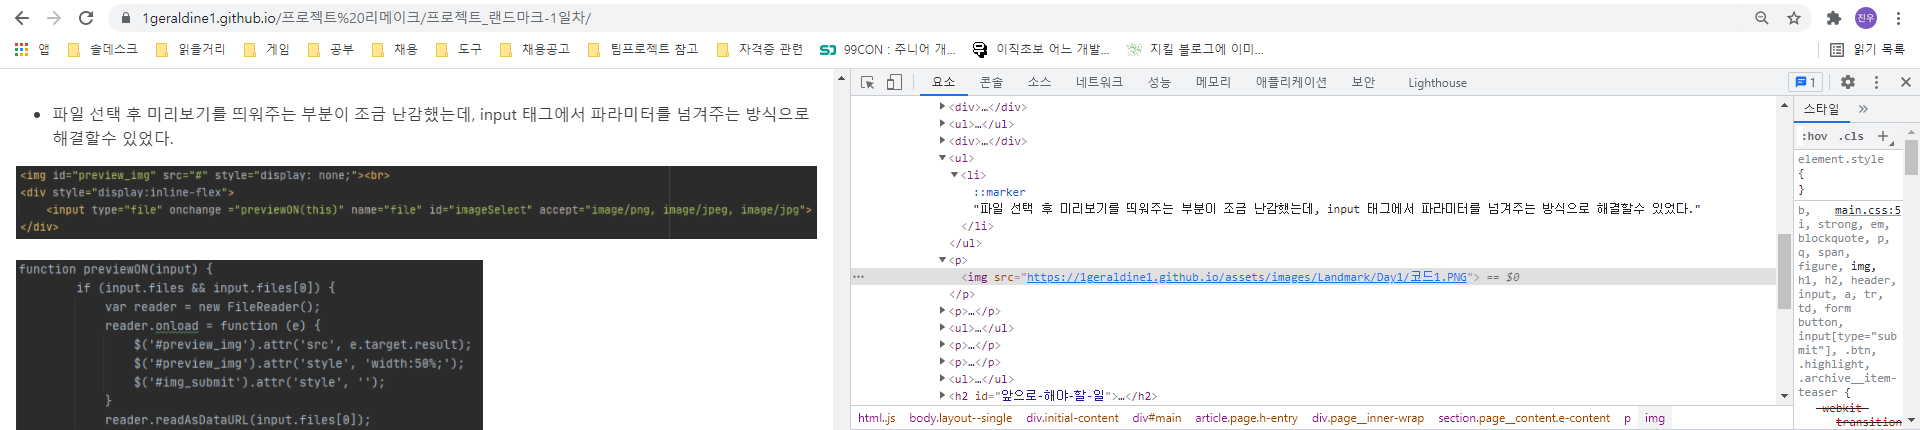 1geraldine1.github.io/프로젝트%20리메이크/프로젝트_랜드마크-1일차/
진우
앱 솔데스크 읽을거리 게임 공부 채용 도구 채용공고 팀프로젝트 참고 자격증 관련 99CON : 주니어 개... 이직초보 어느 개발... 지킬 블로그에 이미... 읽기 목록
파일 선택 후 미리보기를 띄워주는 부분이 조금 난감했는데, input 태그에서 파라미터를 넘겨주는 방식으로
해결할수 있었다.
<img id="preview_img" src="#" style="display: none;"><br>
<div style="display:inline-flex">
<input type="file" onchange ="previewON(this)" name="file" id="imageSelect" accept="image/png, image/jpeg, image/jpg">
</div>
function previewON(input) {
if (input.files && input.files[0]) {
var reader = new FileReader();
reader.onload = function (e) {
$('#preview_img').attr('src', e.target.result);
$('#preview_img').attr('style', 'width:50%;');
$('#img_submit').attr('style', '');
}
reader.readAsDataURL(input.files[0]);
요소 콘솔 소스 네트워크 성능 메모리 애플리케이션 보안 Lighthouse 1
<div>…</div>
<ul>…</ul>
<div>…</div>
<ul>
<li>
::marker
"파일 선택 후 미리보기를 띄워주는 부분이 조금 난감했는데, input 태그에서 파라미터를 넘겨주는 방식으로 해결할수 있었다."
</li>
</ul>
<p>
<img src="https://1geraldine1.github.io/assets/images/Landmark/Day1/코드1.PNG"> == $0
</p>
<p>…</p>
<ul>…</ul>
<p>…</p>
<p>…</p>
<ul>…</ul>
<h2 id="앞으로-해야-할-일">…</h2>
html.js body.layout--single div.initial-content div#main article.page.h-entry div.page__inner-wrap section.page__content.e-content p img
스타일
:hov .cls
element.style
{
}
b, main.css:5
i, strong, em,
blockquote, p,
q, span,
figure, img,
h1, h2, header,
input, a, tr,
td, form
button,
input[type="sub
mit"], .btn,
.highlight,
.archive__item-
teaser {
-webkit-
transition